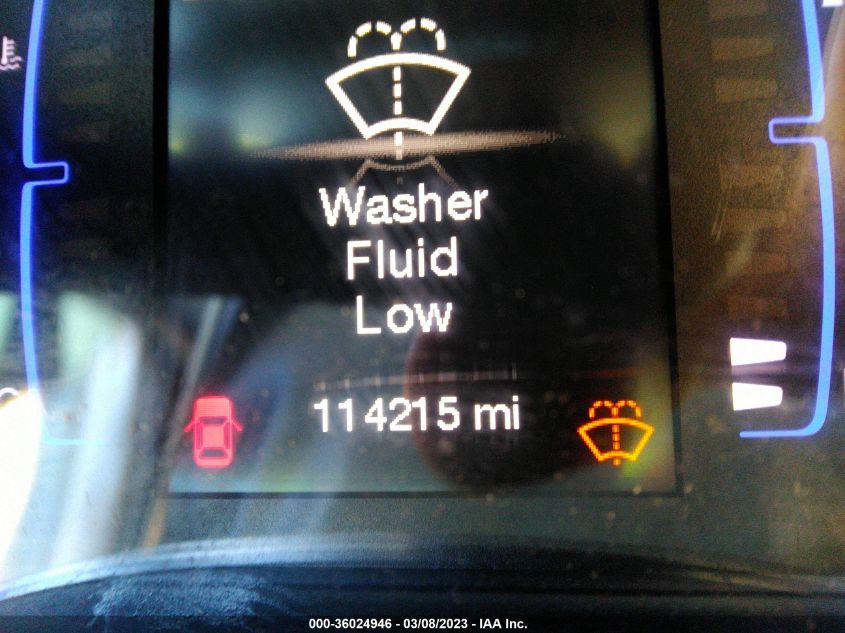 Washer
Fluid
Low
114215 mi
000-36024946 - 03/08/2023 - IAA Inc.